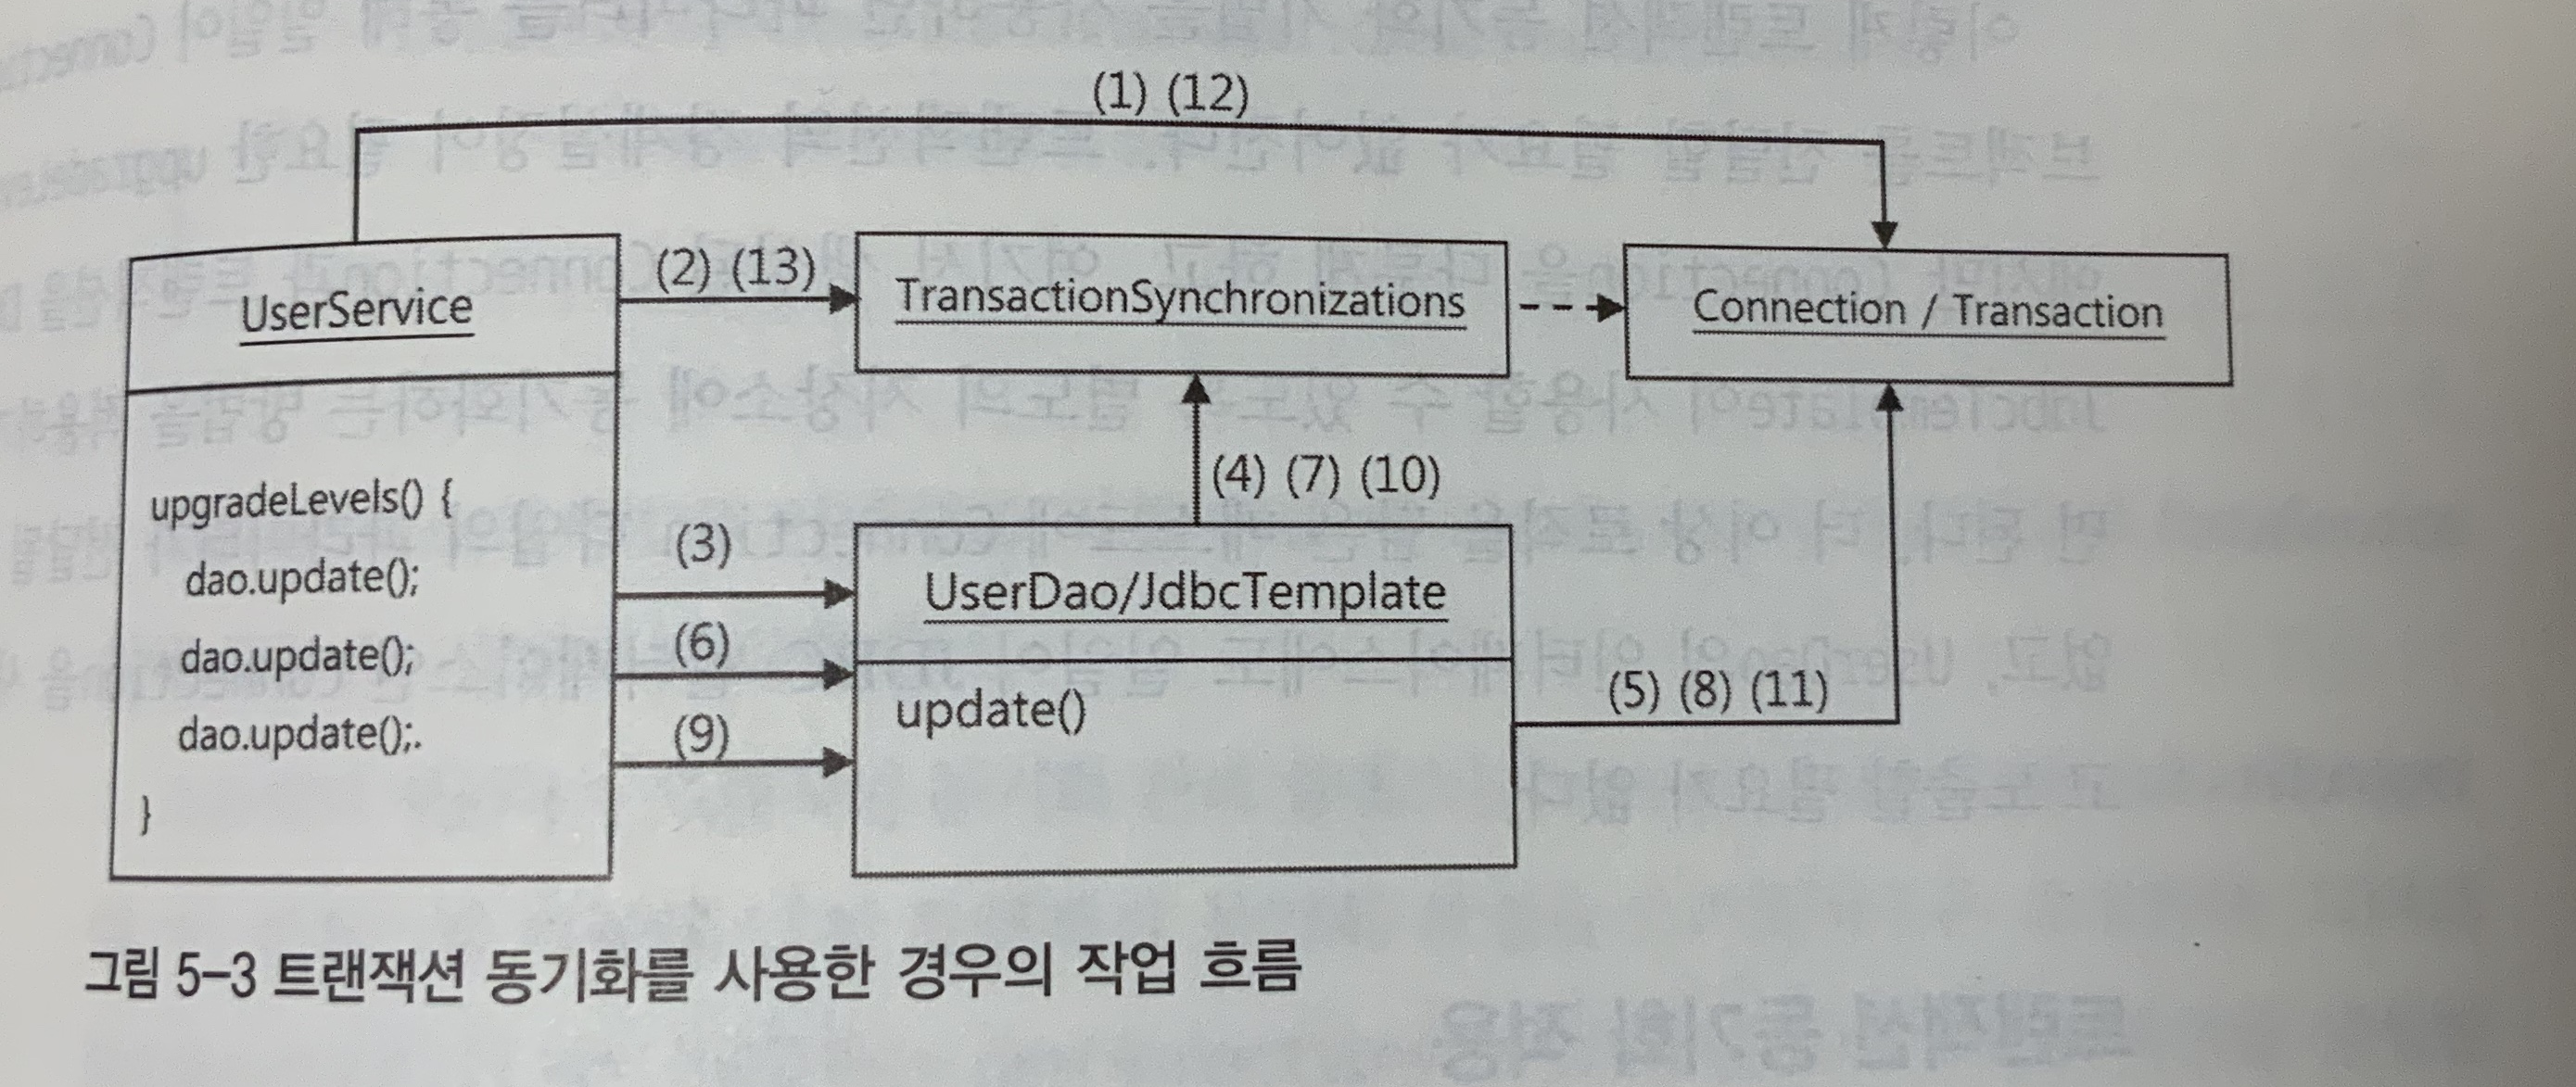 (1) (12)
UserService
(2) (13)
TransactionSynchronizations
Connection / Transaction
upgradeLevels() {
dao.update();
dao.update();
dao.update();.
}
(3)
(6)
(9)
(4) (7) (10)
UserDao/JdbcTemplate
update()
(5) (8) (11)
그림 5-3 트랜잭션 동기화를 사용한 경우의 작업 흐름